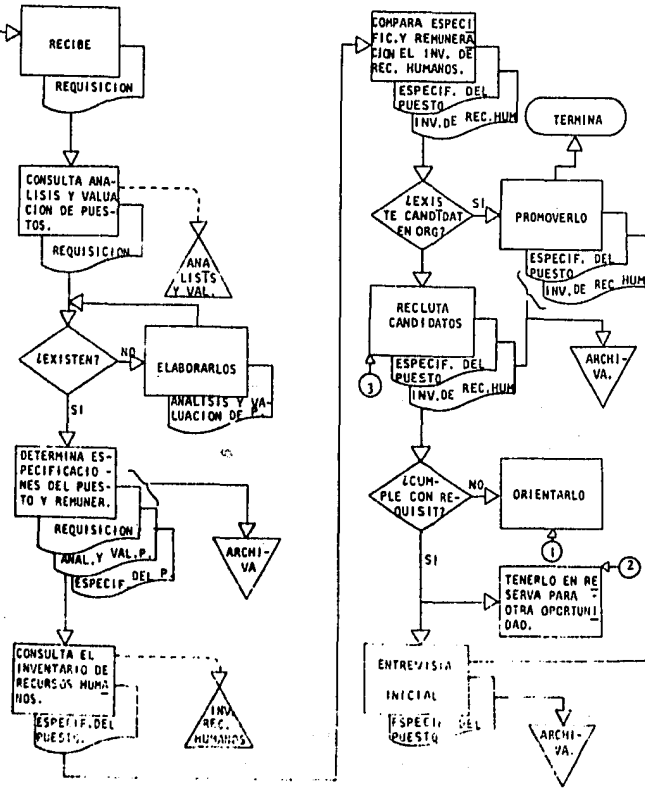 RECIBE
REQUISICION
CONSULTA ANA-
LISIS Y VALUA
CION DE PUES-
TOS.
REQUISICION
ANA
LISIS
Y VAL.
¿EXISTEN?
NO
SI
ELABORARLOS
ANALISIS Y VA-
LUACION DE P.
DETERMINA ES-
PECIFICACIO-
NES DEL PUES-
TO Y REMUNER.
REQUISICION
ANAL.Y VAL.P.
ESPECIF DEL P.
ARCHI-
VA
CONSULTA EL
INVENTARIO DE
RECURSOS HUMA
NOS.
ESPECIF.DEL
PUESTO.
INV.
REC.
HUMANOS
COMPARA ESPECI
FIC.Y REMUNERA
CION EL INV. DE
REC. HUMANOS.
ESPECIF. DEL
PUESTO
INV.DE REC.HUM
TERMINA
¿EXIS
TE CANDIDAT
EN ORG?
SI
PROMOVERLO
ESPECIF. DEL
PUESTO
INV.DE REC HUM
RECLUTA
CANDIDATOS
ESPECIF. DEL
PUESTO
INV.DE REC.HUM
3
ARCHI-
VA.
¿CUM-
PLE CON RE-
QUISIT?
NO
SI
ORIENTARLO
1
2
TENERLO EN RE
SERVA PARA
OTRA OPORTUNI
DAD.
ENTREVISTA
INICIAL
ESPECIF. DEL
PUESTO
ARCHI-
VA.